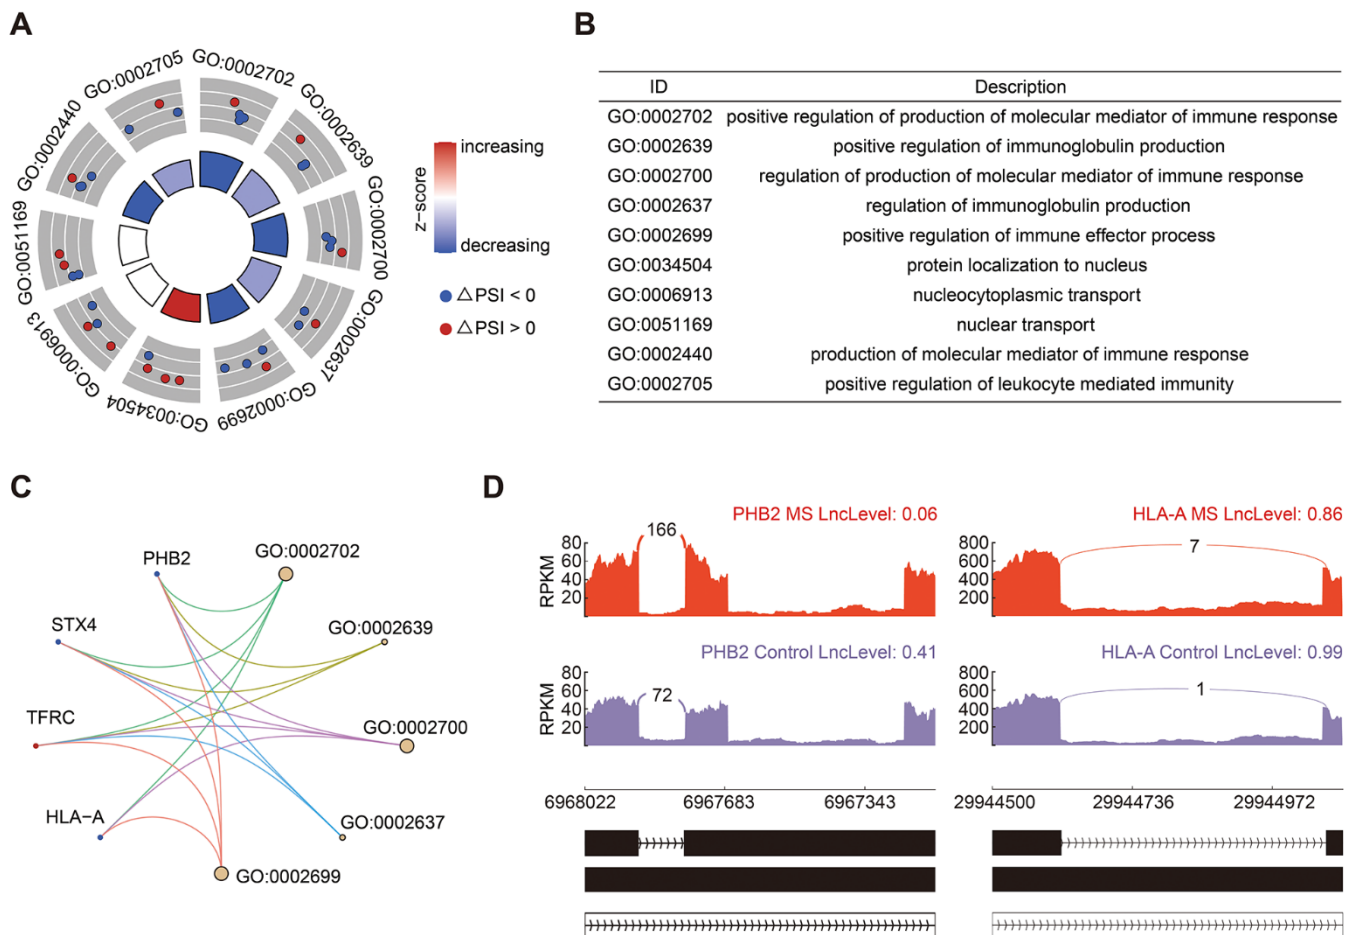 A
GO:0002702
GO:0002639
GO:0002700
GO:0002637
GO:0002699
GO:0034504
GO:0006913
GO:0051169
GO:0002440
GO:0002705
z-score
increasing
decreasing
△PSI < 0
△PSI > 0
B
ID Description
GO:0002702 positive regulation of production of molecular mediator of immune response
GO:0002639 positive regulation of immunoglobulin production
GO:0002700 regulation of production of molecular mediator of immune response
GO:0002637 regulation of immunoglobulin production
GO:0002699 positive regulation of immune effector process
GO:0034504 protein localization to nucleus
GO:0006913 nucleocytoplasmic transport
GO:0051169 nuclear transport
GO:0002440 production of molecular mediator of immune response
GO:0002705 positive regulation of leukocyte mediated immunity
C
PHB2
STX4
TFRC
HLA−A
GO:0002702
GO:0002639
GO:0002700
GO:0002637
GO:0002699
D
PHB2 MS LncLevel: 0.06
RPKM
80
60
40
20
166
HLA-A MS LncLevel: 0.86
800
600
400
200
7
PHB2 Control LncLevel: 0.41
RPKM
80
60
40
20
72
HLA-A Control LncLevel: 0.99
800
600
400
200
1
6968022 6967683 6967343
29944500 29944736 29944972